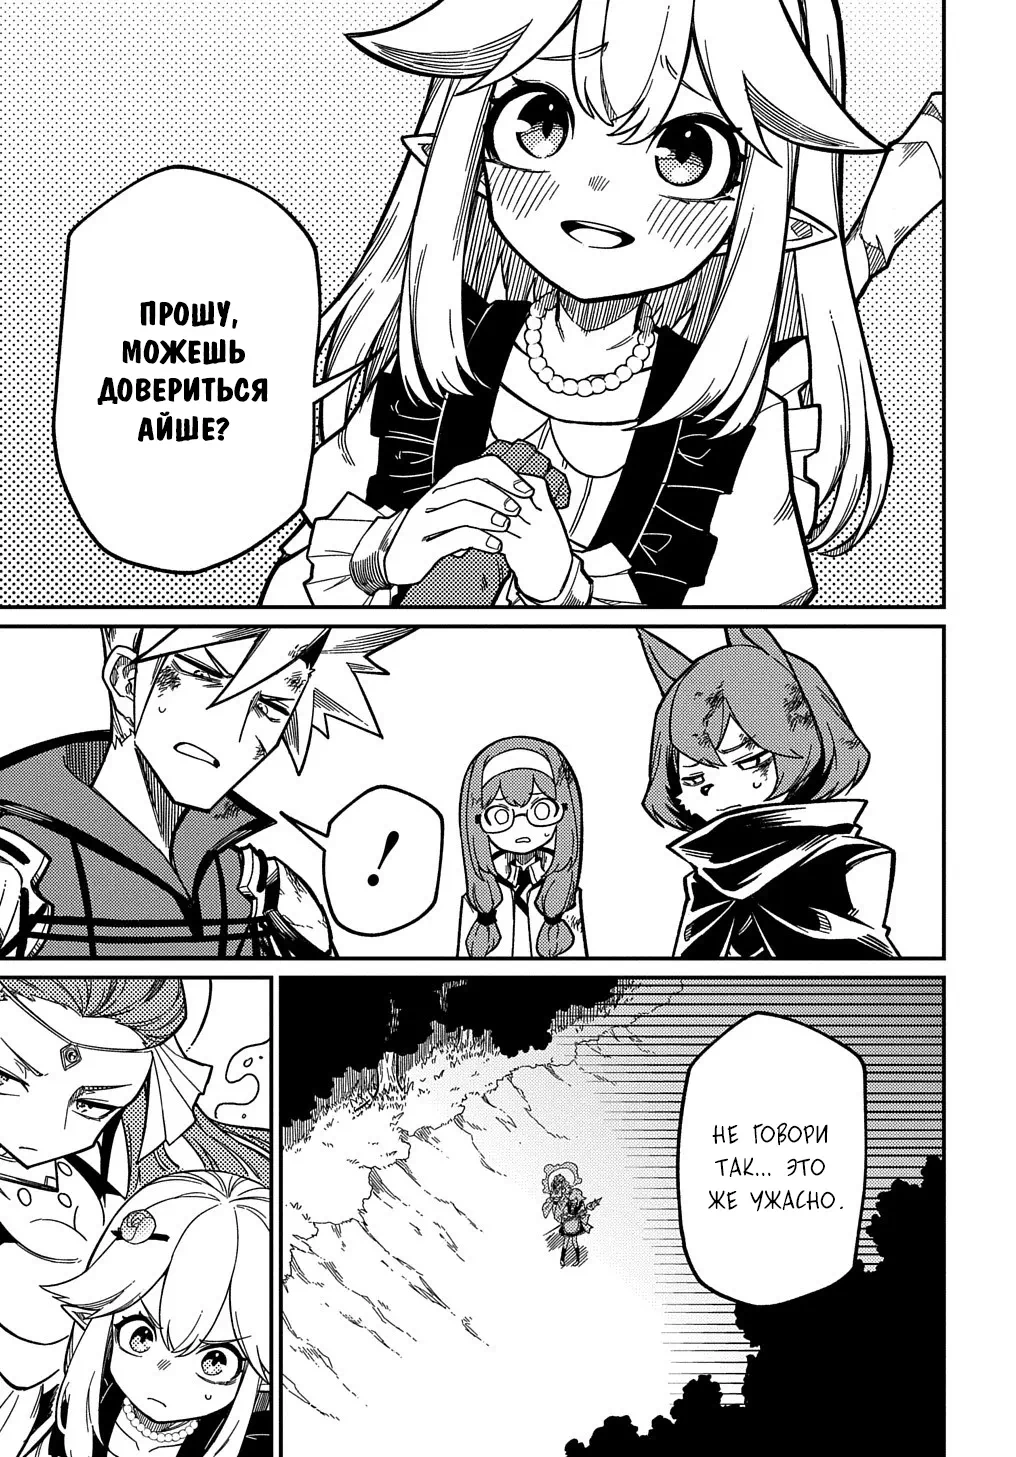 ПРОШУ,
МОЖЕШЬ
ДОВЕРИТЬСЯ
АЙШЕ?
!
НЕ ГОВОРИ
ТАК... ЭТО
ЖЕ УЖАСНО.